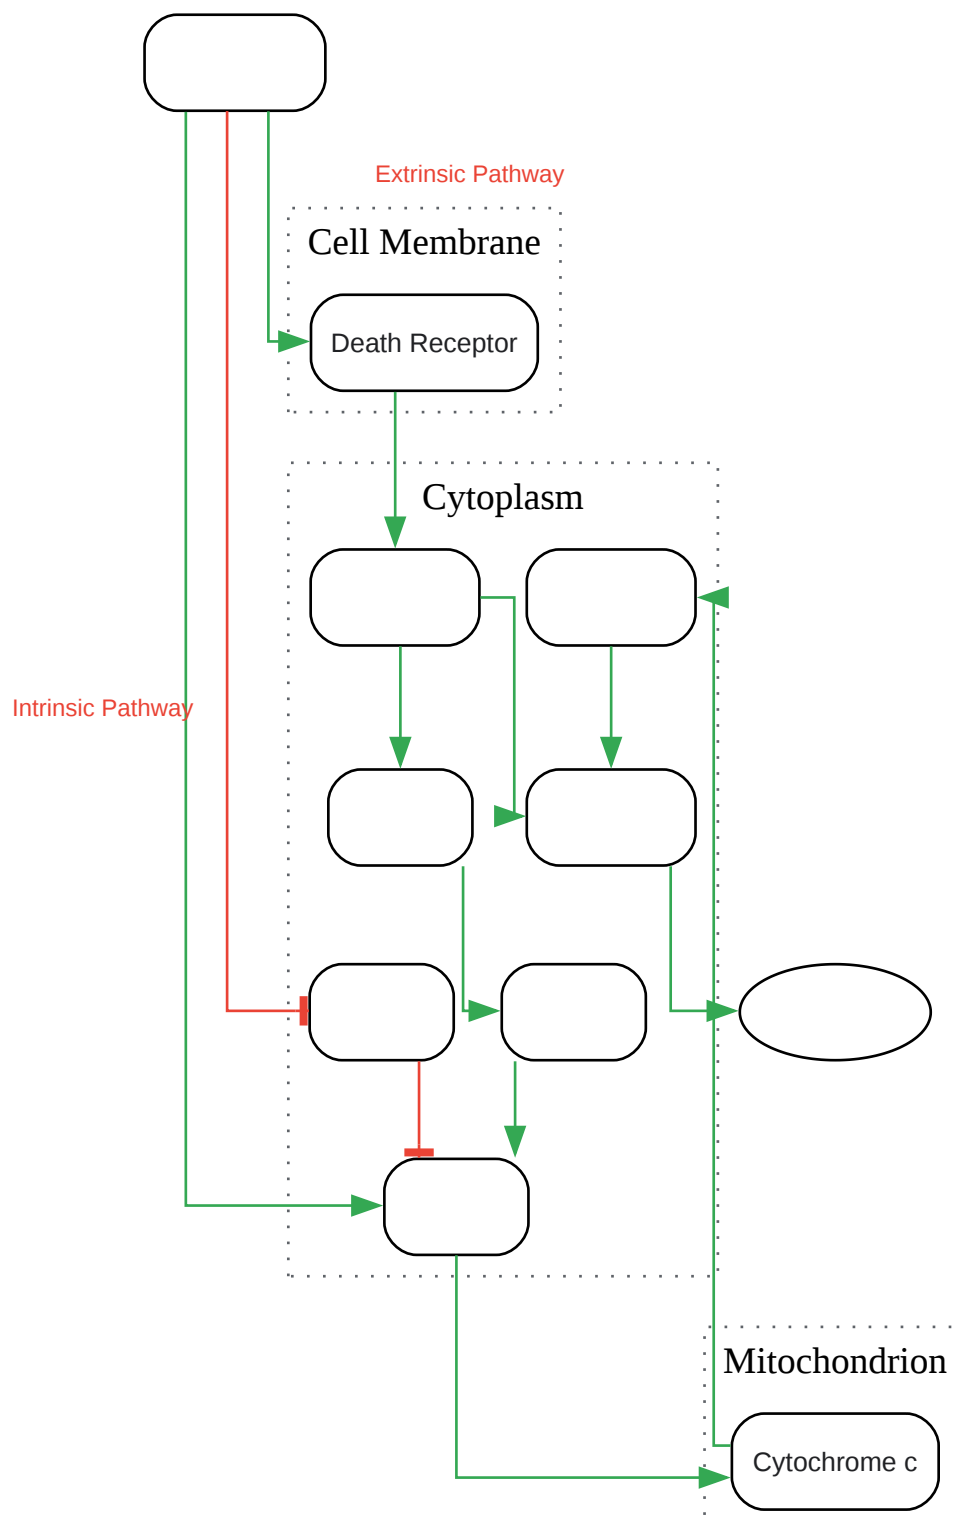 Extrinsic Pathway
Cell Membrane
Death Receptor
Cytoplasm
Intrinsic Pathway
Mitochondrion
Cytochrome c